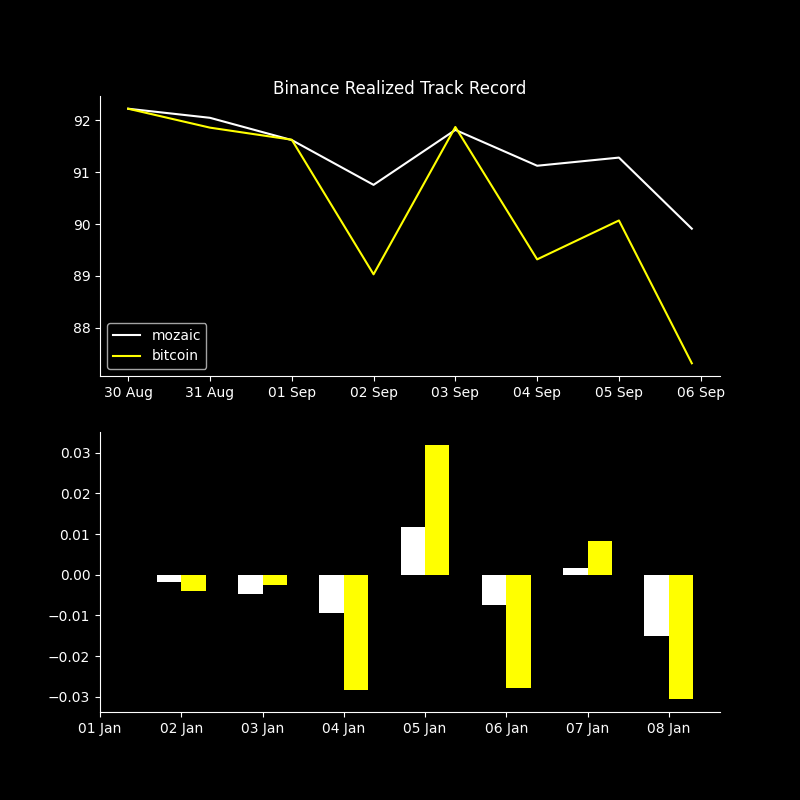 Binance Realized Track Record
92
91
90
89
88
mozaic
bitcoin
30 Aug 31 Aug 01 Sep 02 Sep 03 Sep 04 Sep 05 Sep 06 Sep
0.03
0.02
0.01
0.00
−0.01
−0.02
−0.03
01 Jan 02 Jan 03 Jan 04 Jan 05 Jan 06 Jan 07 Jan 08 Jan